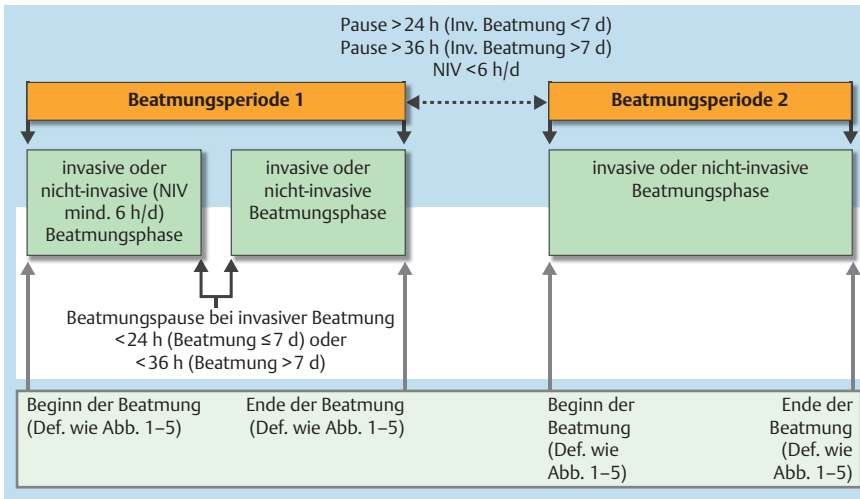 Pause >24 h (Inv. Beatmung <7 d)
Pause >36 h (Inv. Beatmung >7 d)
NIV <6 h/d
Beatmungsperiode 1
Beatmungsperiode 2
invasive oder
nicht-invasive (NIV
mind. 6 h/d)
Beatmungsphase
invasive oder
nicht-invasive
Beatmungsphase
invasive oder nicht-invasive
Beatmungsphase
Beatmungspause bei invasiver Beatmung
<24 h (Beatmung ≤7 d) oder
<36 h (Beatmung >7 d)
Beginn der Beatmung
(Def. wie Abb. 1–5)
Ende der Beatmung
(Def. wie Abb. 1–5)
Beginn der
Beatmung
(Def. wie
Abb. 1–5)
Ende der
Beatmung
(Def. wie
Abb. 1–5)